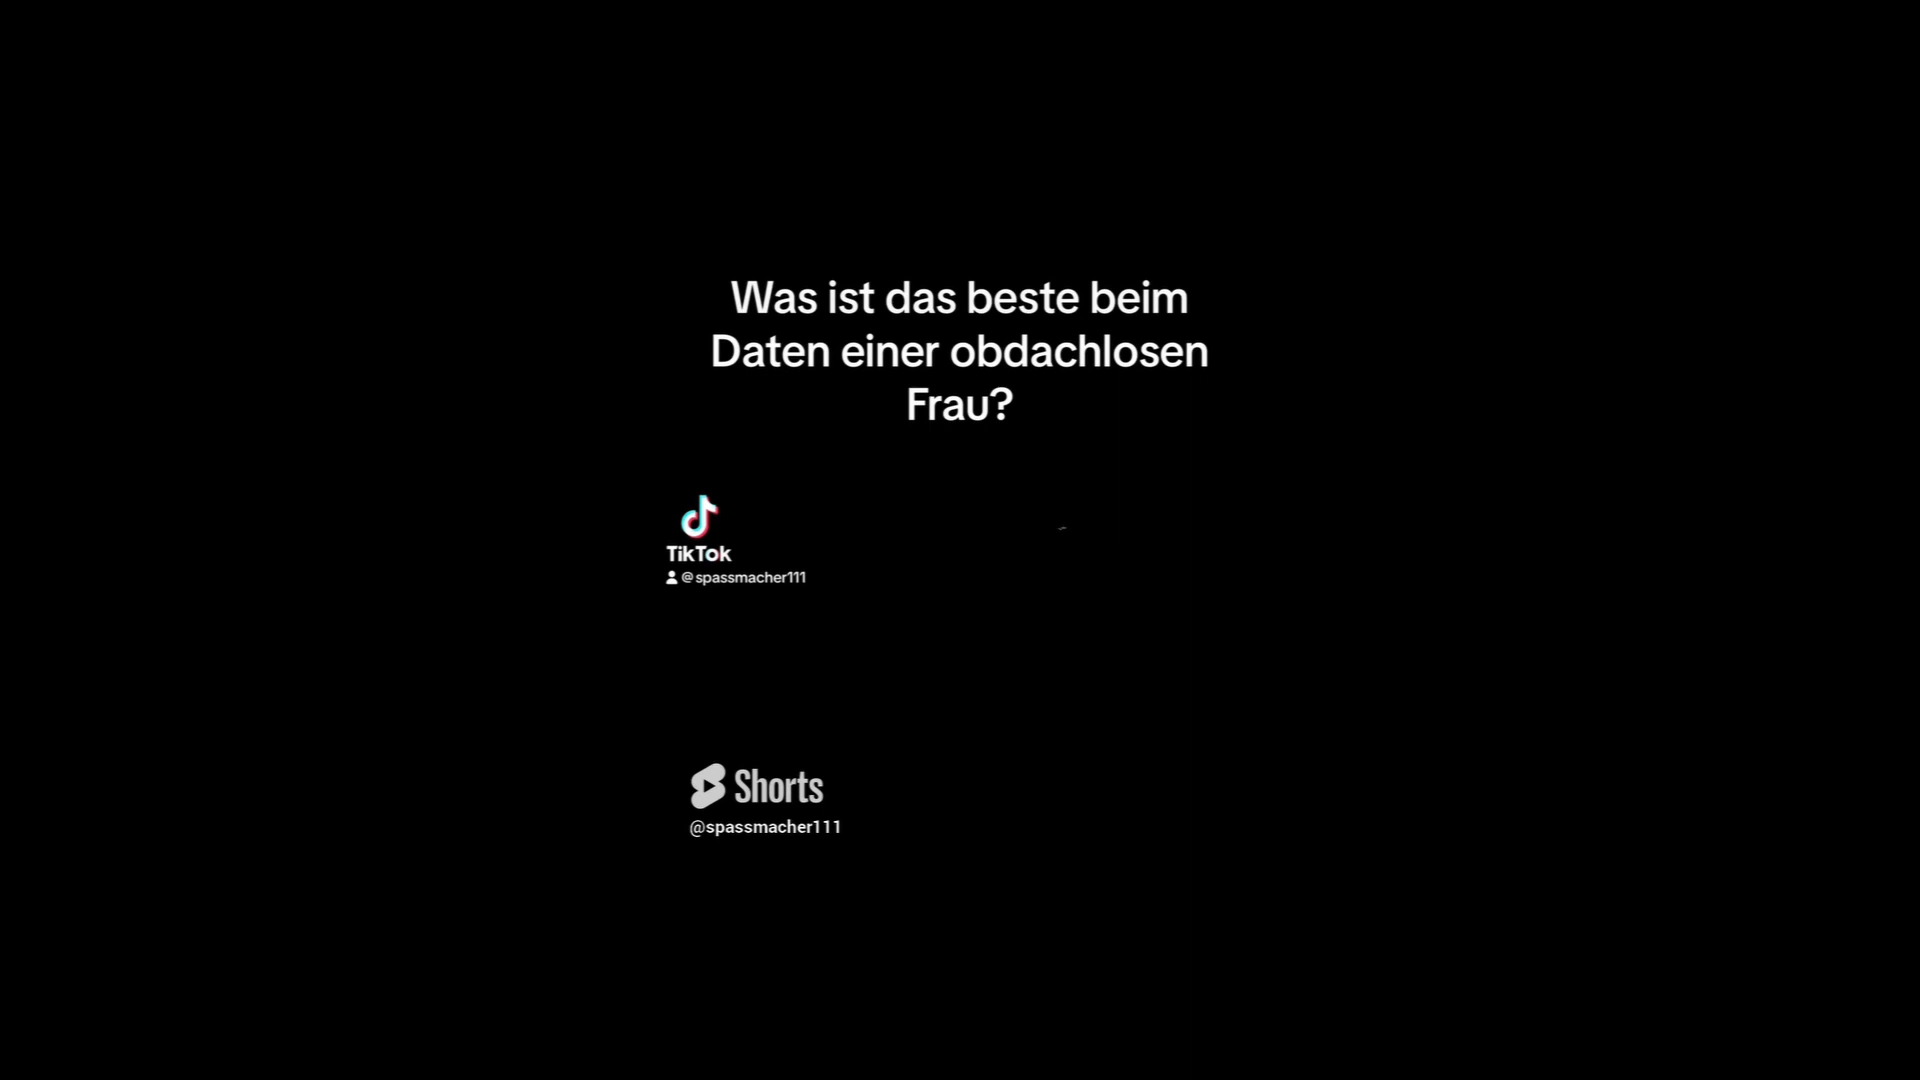 Was ist das beste beim
Daten einer obdachlosen
Frau?
TikTok
@spassmacher111
Shorts
@spassmacher111